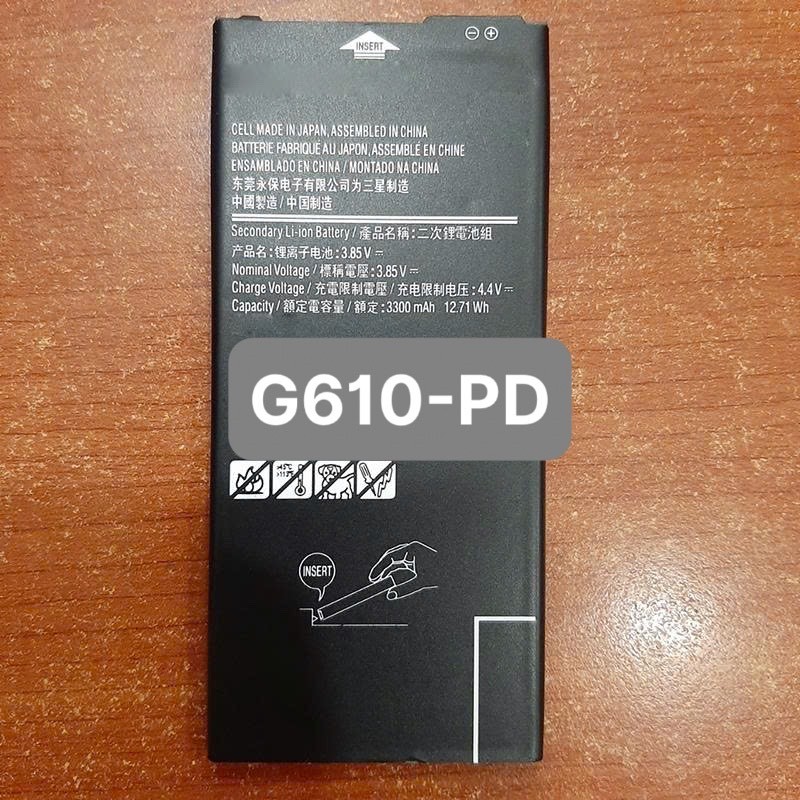 INSERT
CELL MADE IN JAPAN, ASSEMBLED IN CHINA
BATTERIE FABRIQUÉ AU JAPON, ASSEMBLÉ EN CHINE
ENSAMBLADO EN CHINA / MONTADO NA CHINA
东莞永保电子有限公司为三星制造
中國製造 / 中国制造
Secondary Li-ion Battery / 產品名稱 : 二次鋰電池組
产品名 : 锂离子电池 : 3.85 V ⎓
Nominal Voltage / 標稱電壓 : 3.85 V ⎓
Charge Voltage / 充電限制電壓 / 充电限制电压 : 4.4 V ⎓
Capacity / 額定電容量 / 額定 : 3300 mAh 12.71 Wh
G610-PD
>45°C
>113°F
INSERT